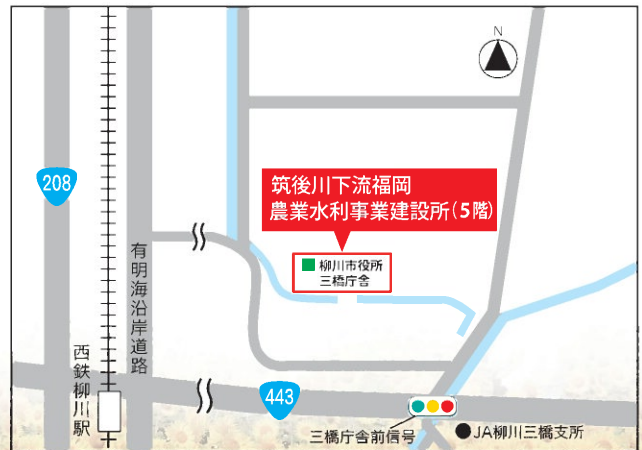 N
208
筑後川下流福岡
農業水利事業建設所(5階)
柳川市役所
三橋庁舎
有明海沿岸道路
西鉄柳川駅
443
三橋庁舎前信号
JA柳川三橋支所